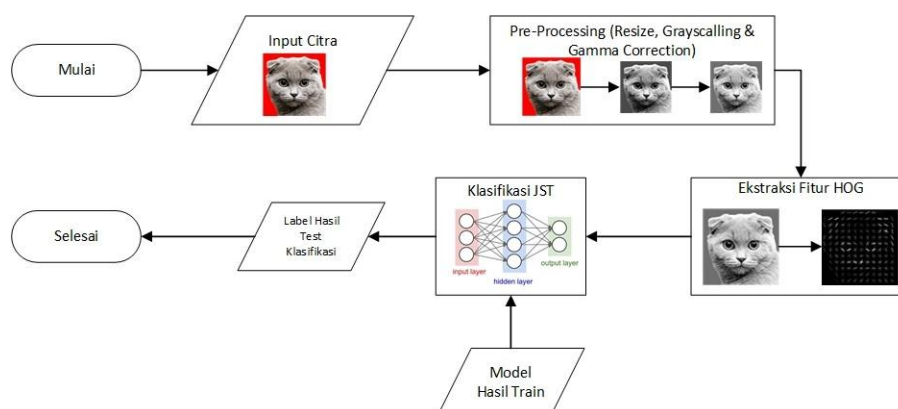 Mulai
Input Citra
Pre-Processing (Resize, Grayscalling &
Gamma Correction)
Ekstraksi Fitur HOG
Klasifikasi JST
input layer
hidden layer
output layer
Label Hasil
Test
Klasifikasi
Selesai
Model
Hasil Train